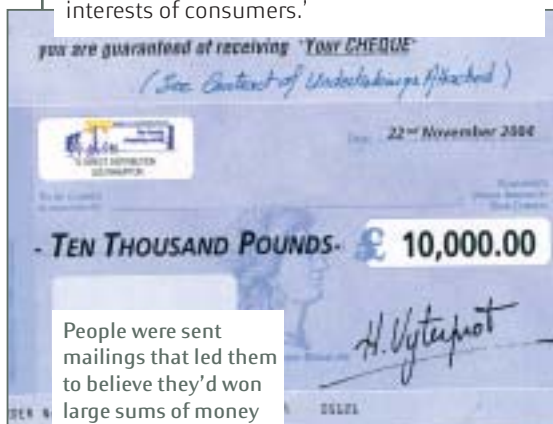 interests of consumers.'
you are guaranteed of receiving "Your CHEQUE"
(See Contract of Undertakings Attached)
22nd November 2004
- TEN THOUSAND POUNDS- £ 10,000.00
People were sent
mailings that led them
to believe they'd won
large sums of money